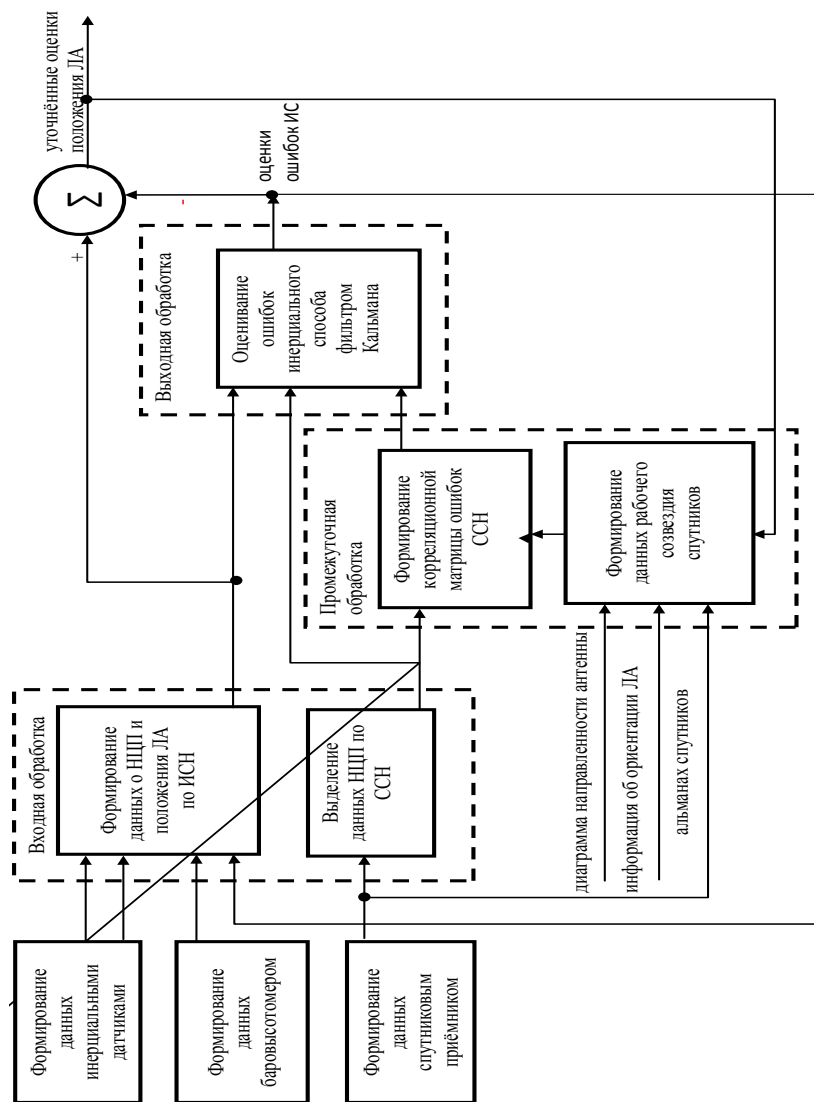 Формирование
данных
инерциальными
датчиками
Формирование
данных
баровысотомером
Формирование
данных
спутниковым
приёмником
Входная обработка
Формирование
данных о НЦП и
положения ЛА
по ИСН
Выделение
данных НЦП по
ССН
диаграмма направленности антенны
информация об ориентации ЛА
альманах спутников
Промежуточная
обработка
Формирование
корреляционной
матрицы ошибок
ССН
Формирование
данных рабочего
созвездия
спутников
Выходная обработка
Оценивание
ошибок
инерциального
способа
фильтром
Кальмана
+
Σ
-
оценки
ошибок ИС
уточнённые оценки
положения ЛА